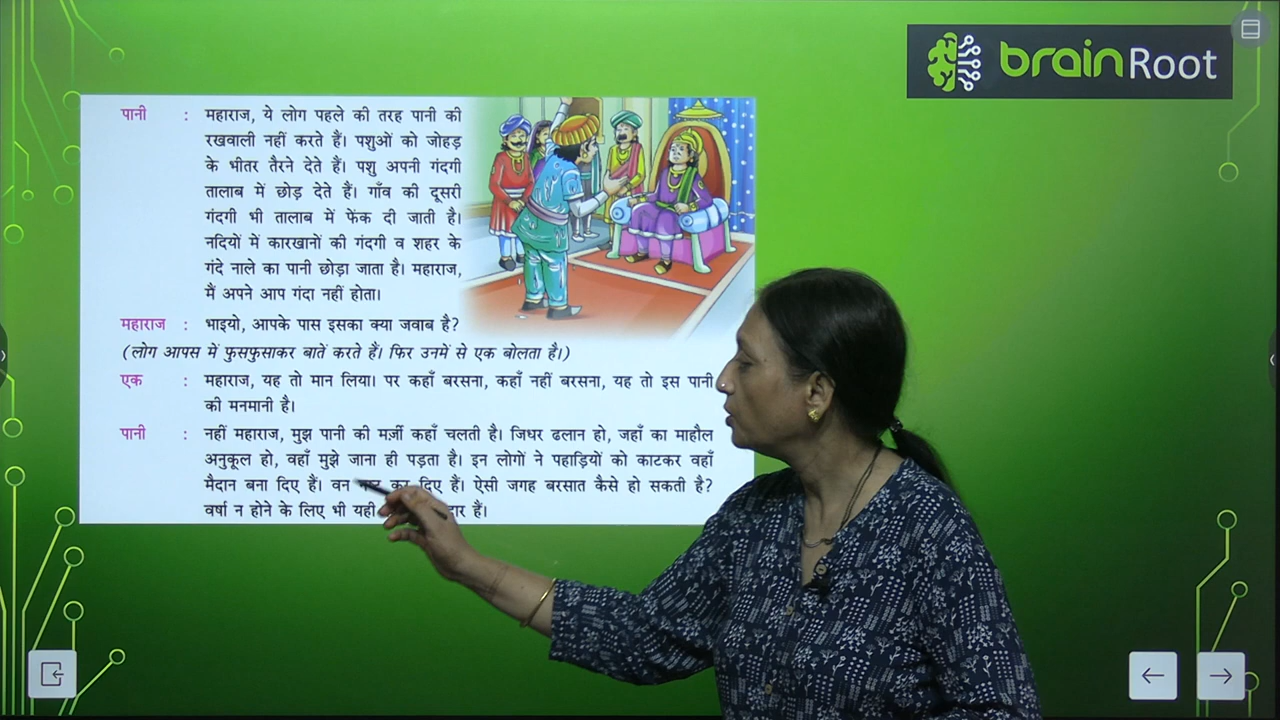 brainRoot
पानी : महाराज, ये लोग पहले की तरह पानी की
रखवाली नहीं करते हैं। पशुओं को जोहड़
के भीतर तैरने देते हैं। पशु अपनी गंदगी
तालाब में छोड़ देते हैं। गाँव की दूसरी
गंदगी भी तालाब में फेंक दी जाती है।
नदियों में कारखानों की गंदगी व शहर के
गंदे नाले का पानी छोड़ा जाता है। महाराज,
मैं अपने आप गंदा नहीं होता।
महाराज : भाइयो, आपके पास इसका क्या जवाब है?
(लोग आपस में फुसफुसाकर बातें करते हैं। फिर उनमें से एक बोलता है।)
एक : महाराज, यह तो मान लिया। पर कहाँ बरसना, कहाँ नहीं बरसना, यह तो इस पानी
की मनमानी है।
पानी : नहीं महाराज, मुझ पानी की मर्ज़ी कहाँ चलती है। जिधर ढलान हो, जहाँ का माहौल
अनुकूल हो, वहाँ मुझे जाना ही पड़ता है। इन लोगों ने पहाड़ियों को काटकर वहाँ
मैदान बना दिए हैं। वन कर दिए हैं। ऐसी जगह बरसात कैसे हो सकती है?
वर्षा न होने के लिए भी यही हैं।